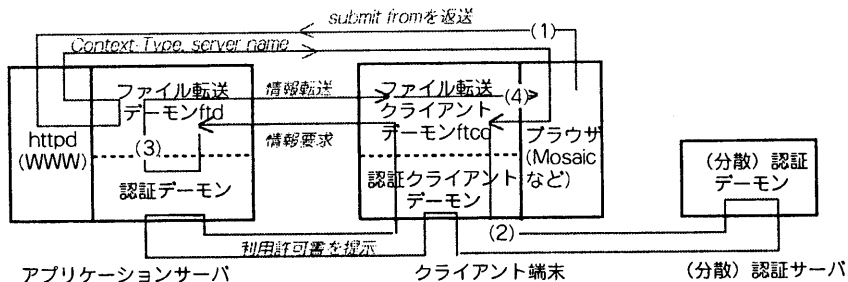 submit fromを返送
(1)
Context-Type, server name
ファイル転送
デーモンftd
情報転送
ファイル転送
(4)
クライアント
デーモンftcd
httpd
(WWW)
(3)
情報要求
ブラウザ
(Mosaic
など)
(分散)認証
デーモン
認証デーモン
認証クライアント
デーモン
(2)
利用許可書を提示
アプリケーションサーバ
クライアント端末
(分散)認証サーバ